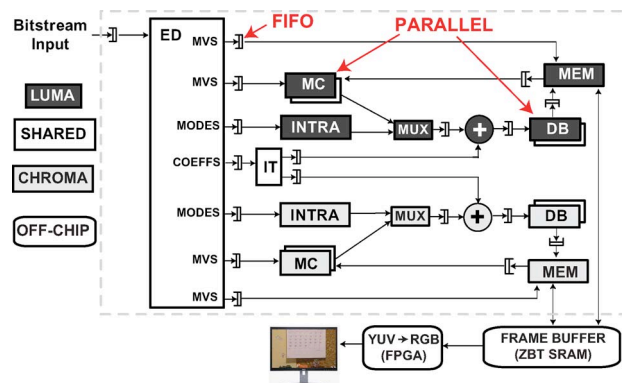 Bitstream
Input
ED
FIFO
PARALLEL
MVS
MEM
MVS
MC
LUMA
MODES
INTRA
MUX
+
DB
SHARED
COEFFS
IT
CHROMA
MODES
INTRA
MUX
+
DB
OFF-CHIP
MVS
MC
MEM
MVS
YUV → RGB
(FPGA)
FRAME BUFFER
(ZBT SRAM)